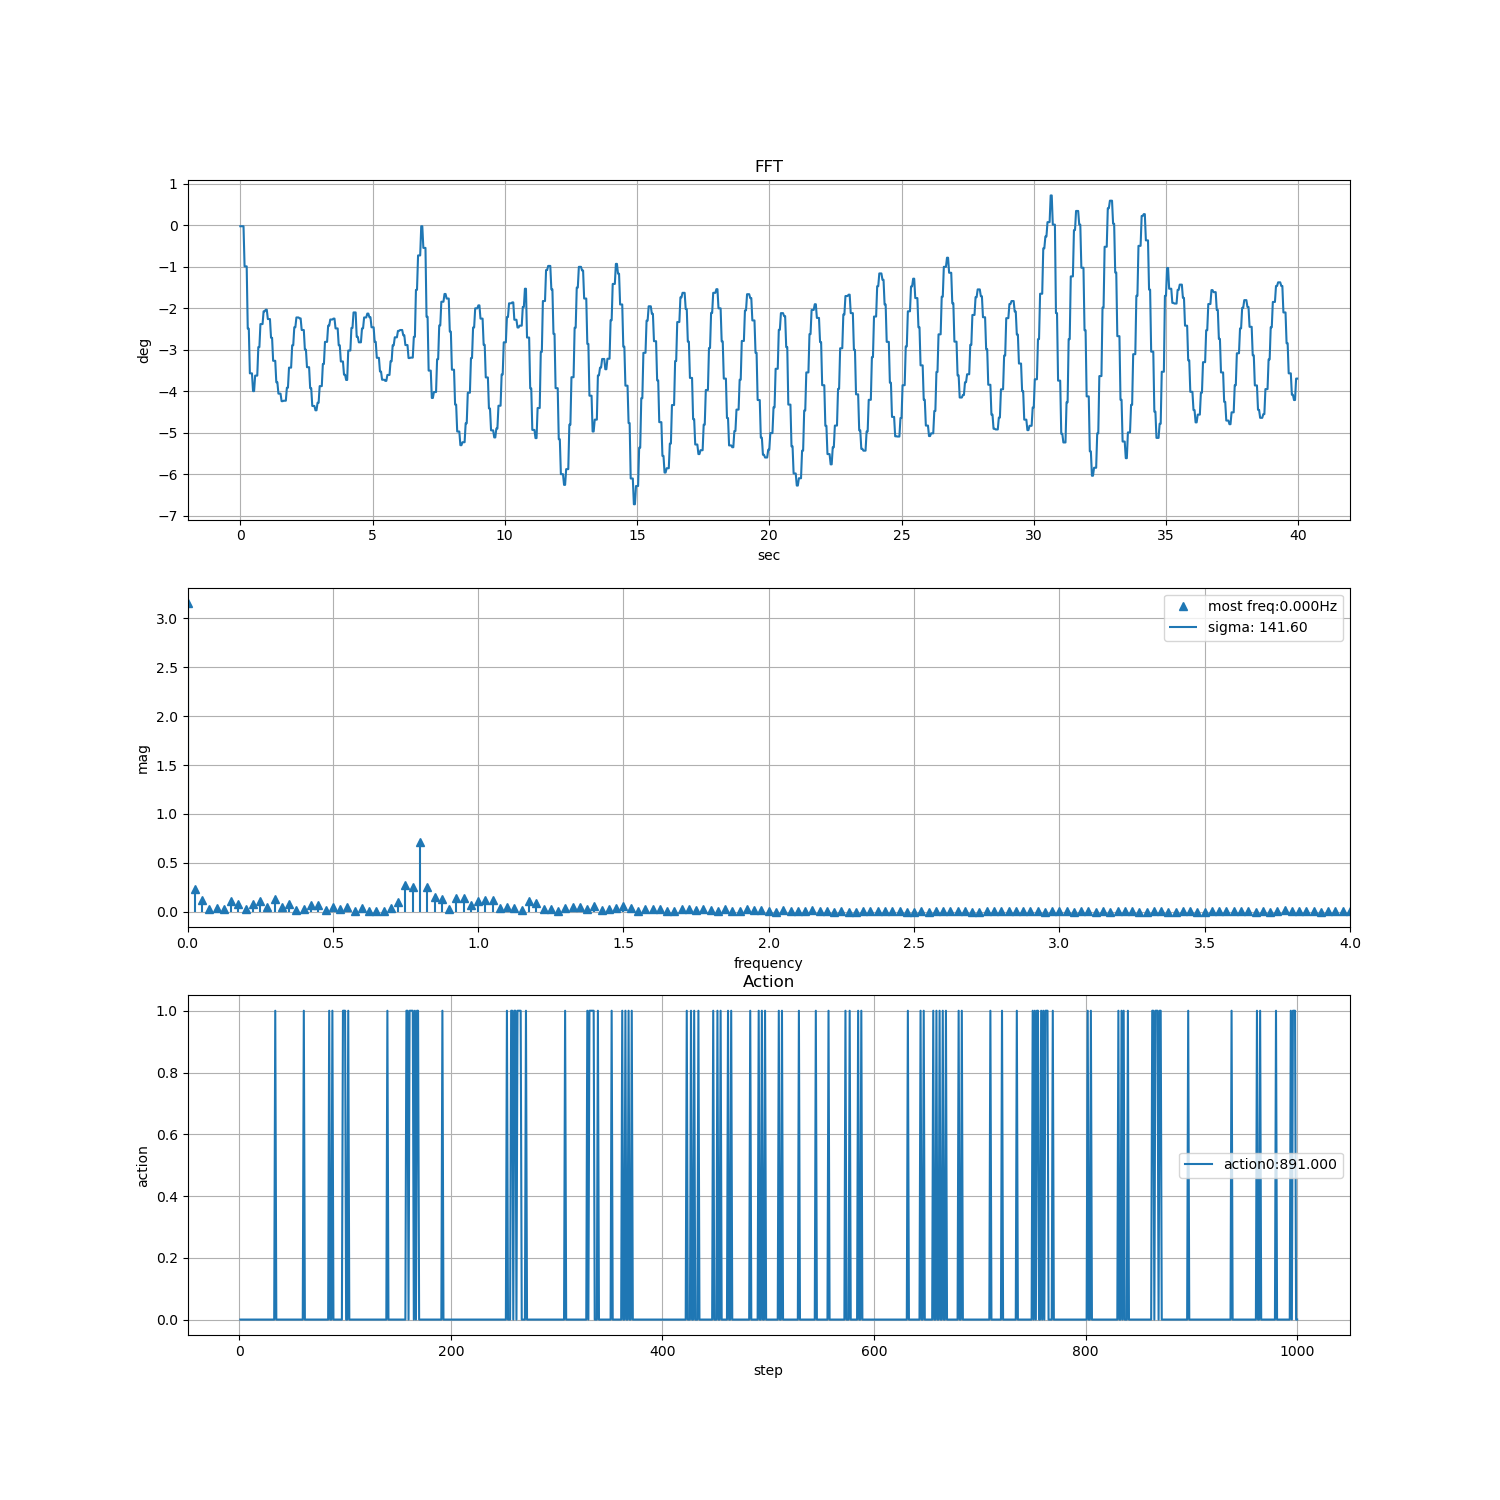 FFT
1
0
−1
−2
−3
−4
−5
−6
−7
deg
0 5 10 15 20 25 30 35 40
sec
3.0
2.5
2.0
1.5
1.0
0.5
0.0
mag
most freq:0.000Hz
sigma: 141.60
0.0 0.5 1.0 1.5 2.0 2.5 3.0 3.5 4.0
frequency
Action
1.0
0.8
0.6
0.4
0.2
0.0
action
action0:891.000
0 200 400 600 800 1000
step